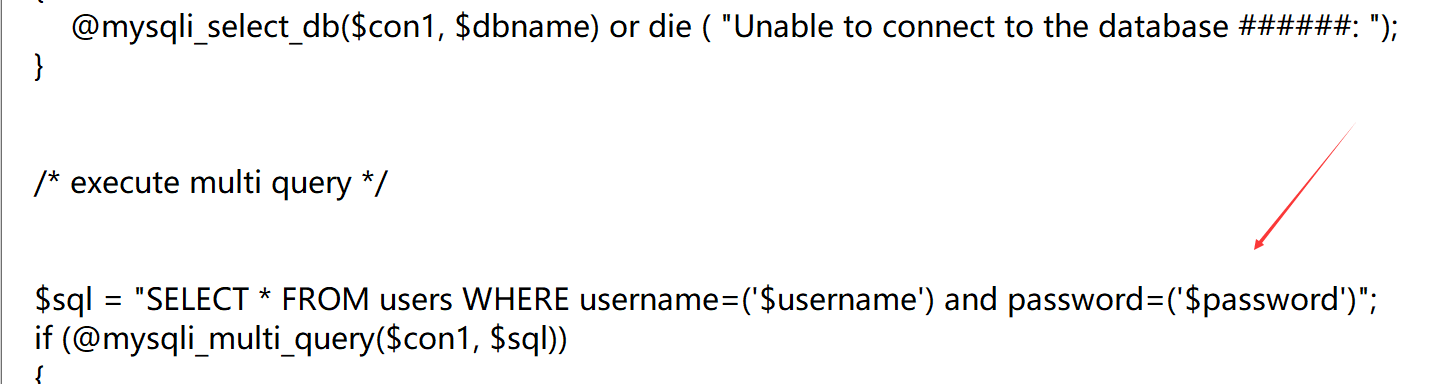 @mysqli_select_db($con1, $dbname) or die ( "Unable to connect to the database ######: ");
}
/* execute multi query */
$sql = "SELECT * FROM users WHERE username=('$username') and password=('$password')";
if (@mysqli_multi_query($con1, $sql))
{